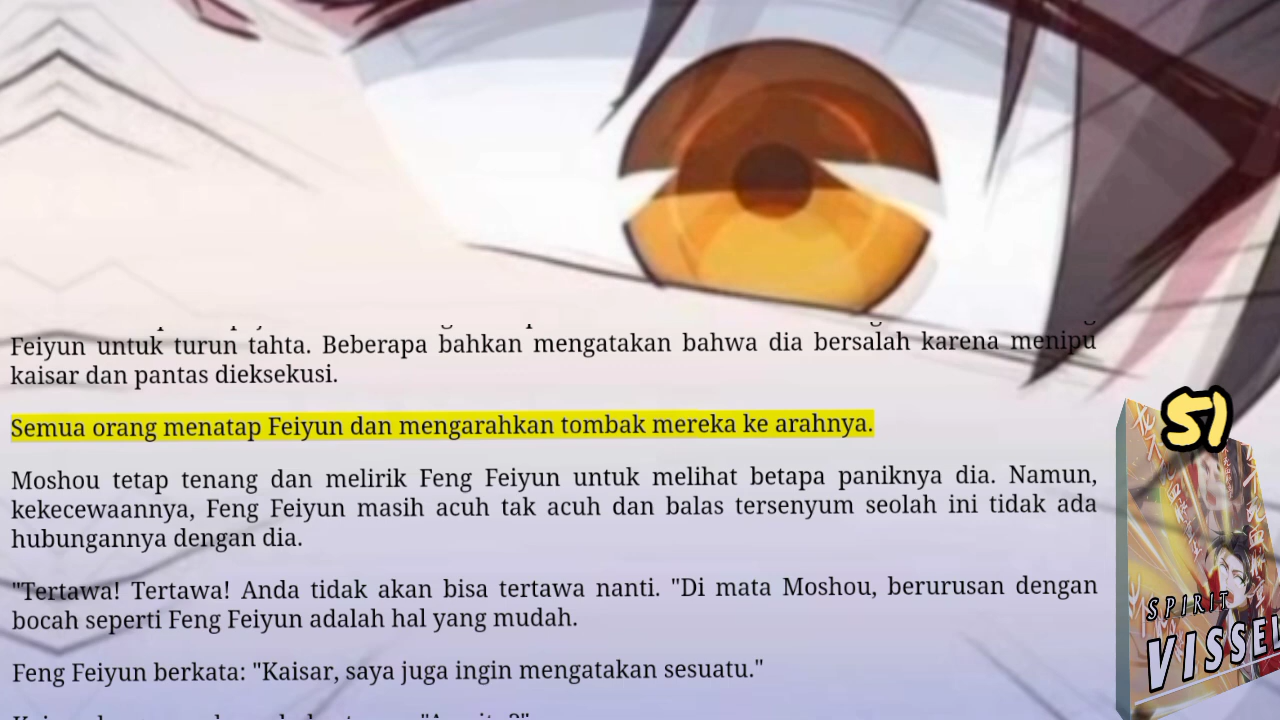 Feiyun untuk turun tahta. Beberapa bahkan mengatakan bahwa dia bersalah karena menipu
kaisar dan pantas dieksekusi.
Semua orang menatap Feiyun dan mengarahkan tombak mereka ke arahnya.
Moshou tetap tenang dan melirik Feng Feiyun untuk melihat betapa paniknya dia. Namun,
kekecewaannya, Feng Feiyun masih acuh tak acuh dan balas tersenyum seolah ini tidak ada
hubungannya dengan dia.
"Tertawa! Tertawa! Anda tidak akan bisa tertawa nanti. "Di mata Moshou, berurusan dengan
bocah seperti Feng Feiyun adalah hal yang mudah.
Feng Feiyun berkata: "Kaisar, saya juga ingin mengatakan sesuatu."
51
SPIRIT
VISSEL